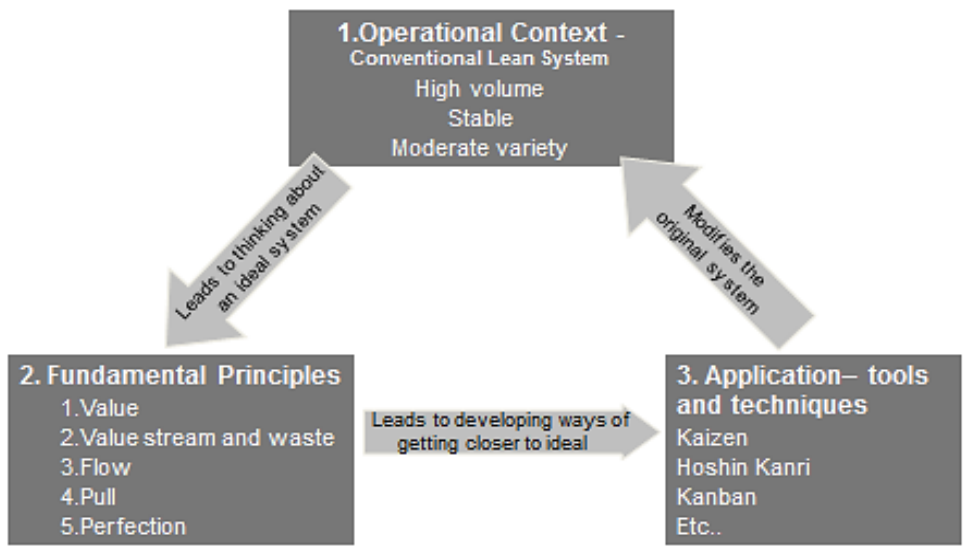 1.Operational Context -
Conventional Lean System
High volume
Stable
Moderate variety
Leads to thinking about
an ideal system
Modifies the
original system
2. Fundamental Principles
1.Value
2.Value stream and waste
3.Flow
4.Pull
5.Perfection
Leads to developing ways of
getting closer to ideal
3. Application– tools
and techniques
Kaizen
Hoshin Kanri
Kanban
Etc..